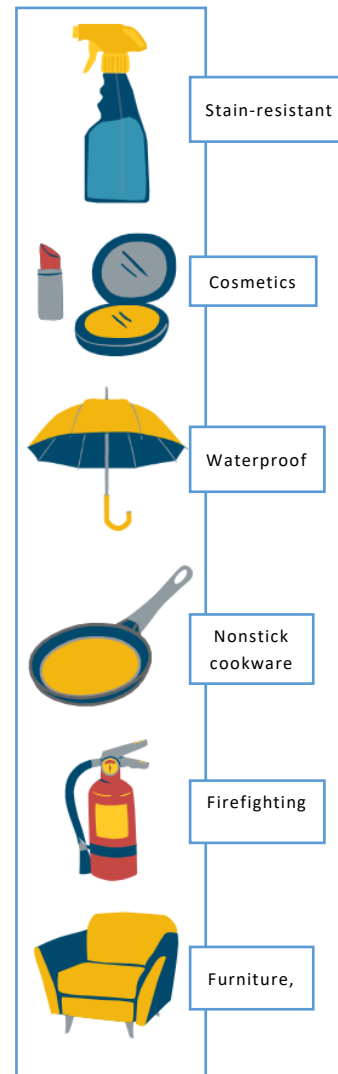 Stain-resistant
Cosmetics
Waterproof
Nonstick
cookware
Firefighting
Furniture,